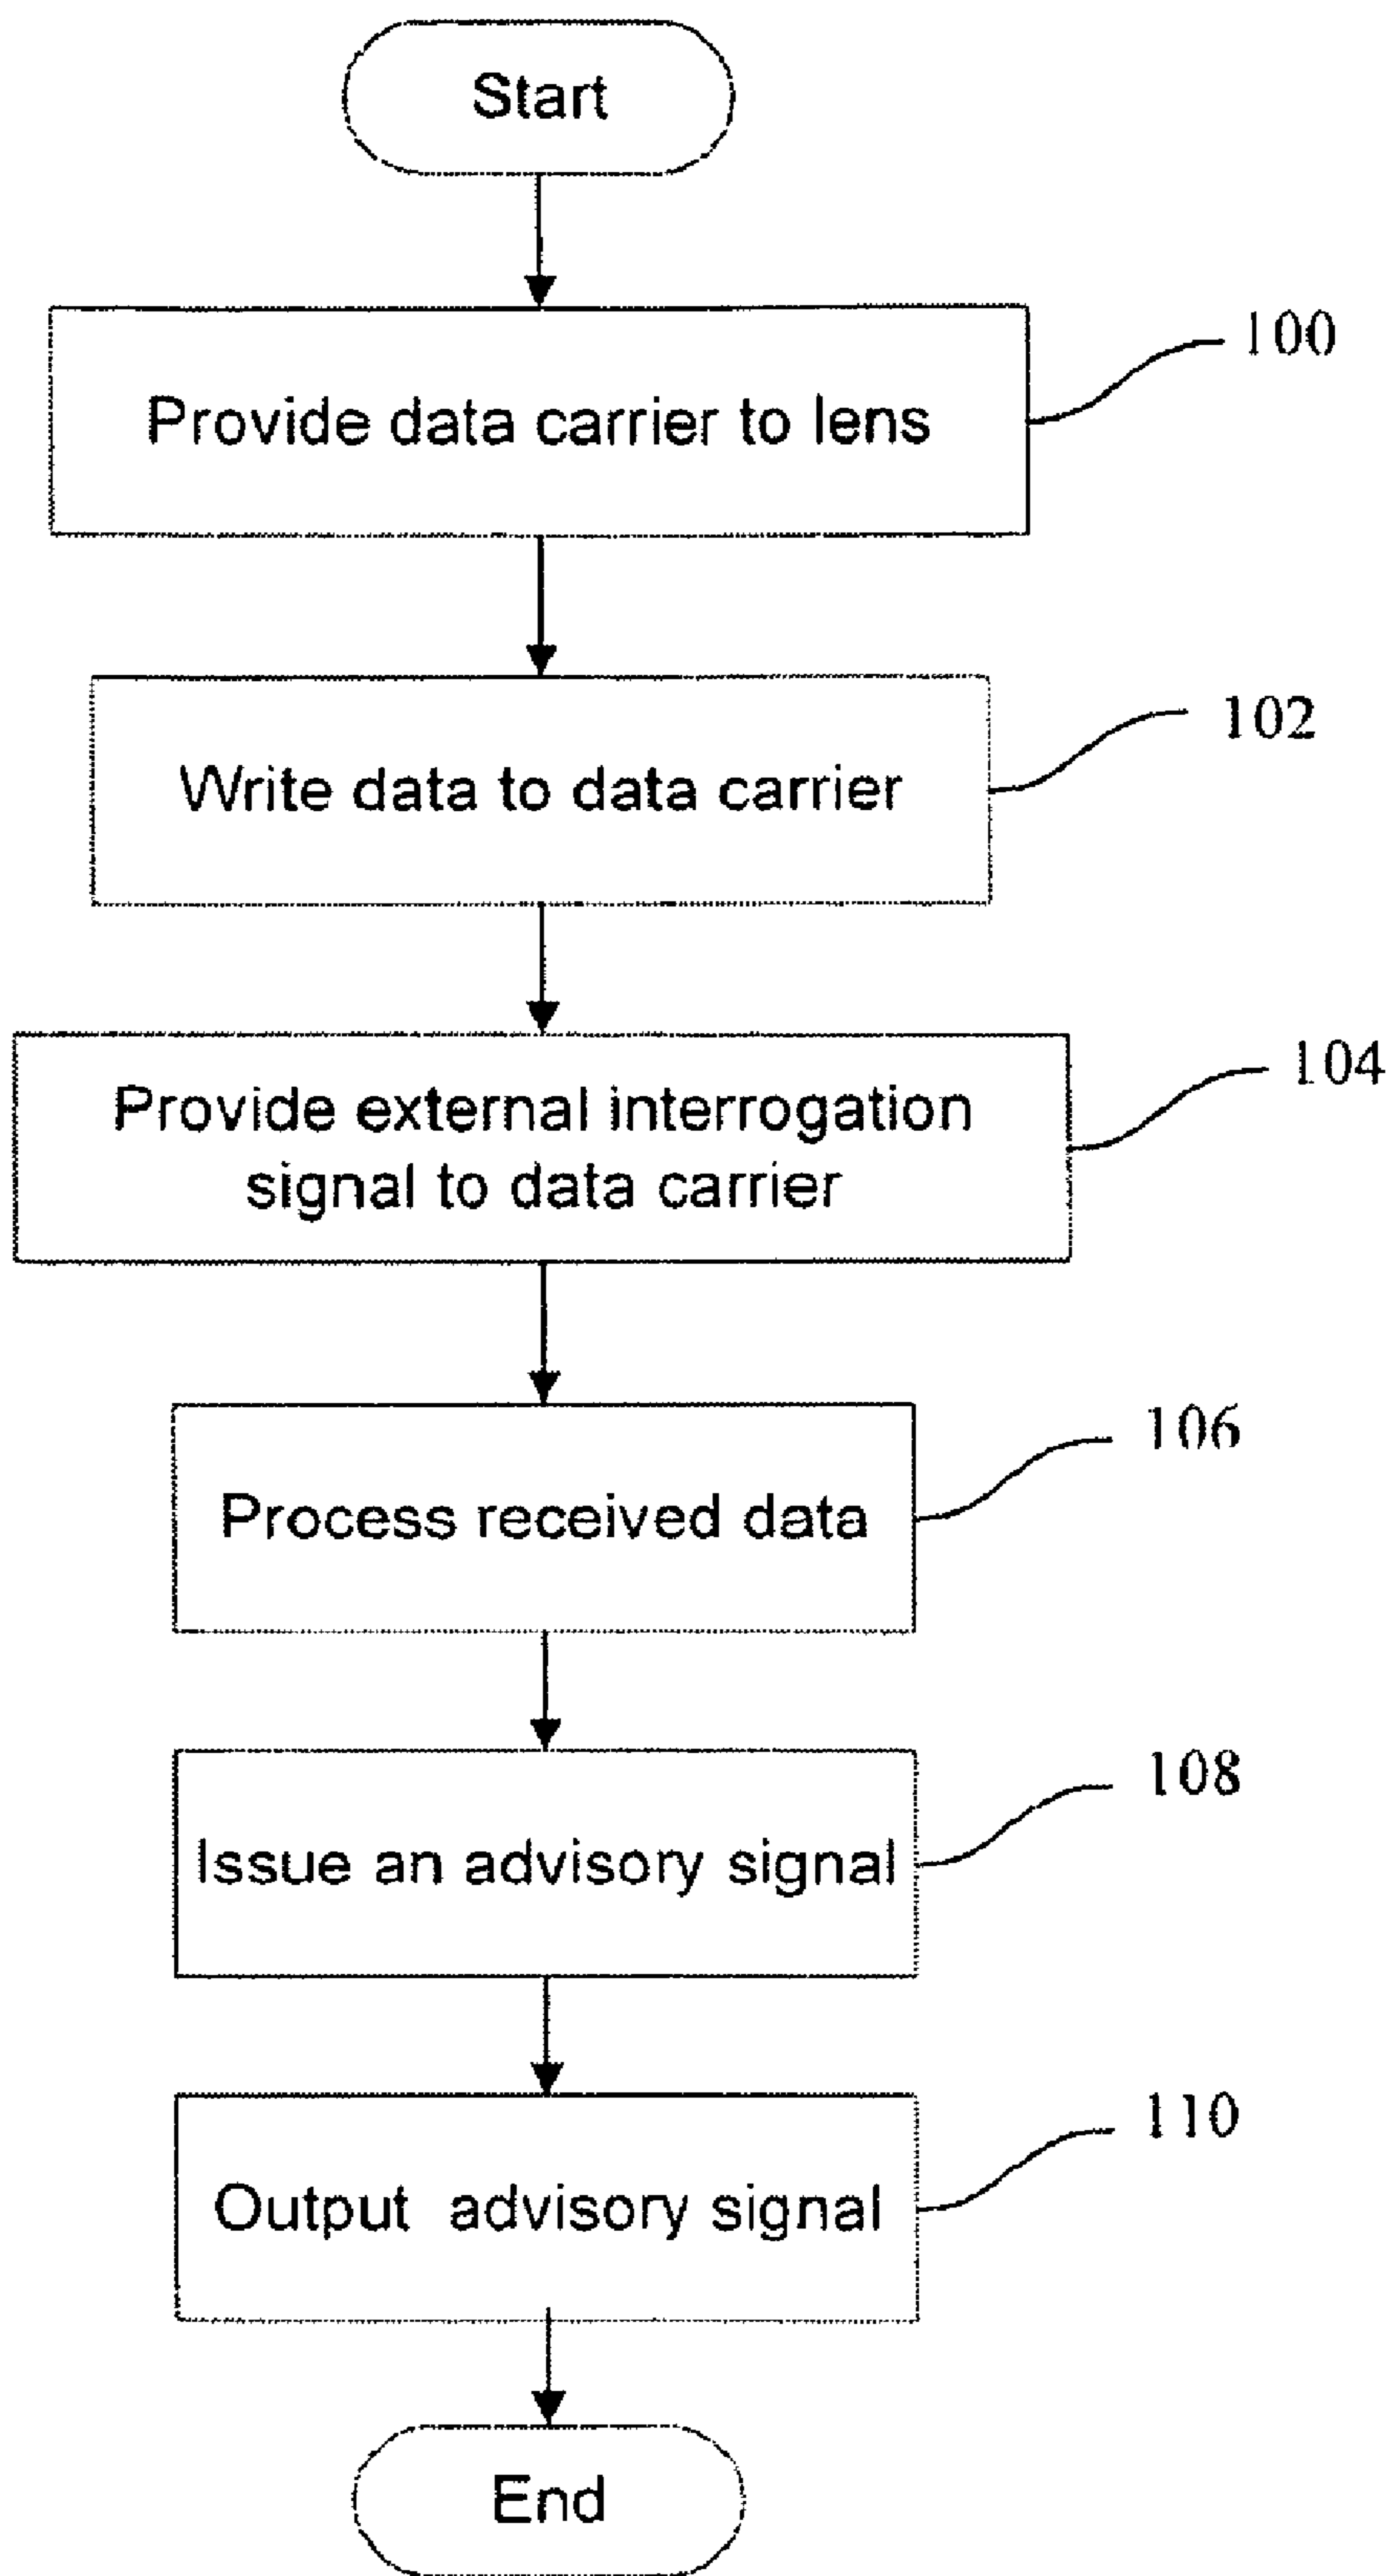 Start
100
Provide data carrier to lens
102
Write data to data carrier
104
Provide external interrogation
signal to data carrier
106
Process received data
108
Issue an advisory signal
110
Output advisory signal
End